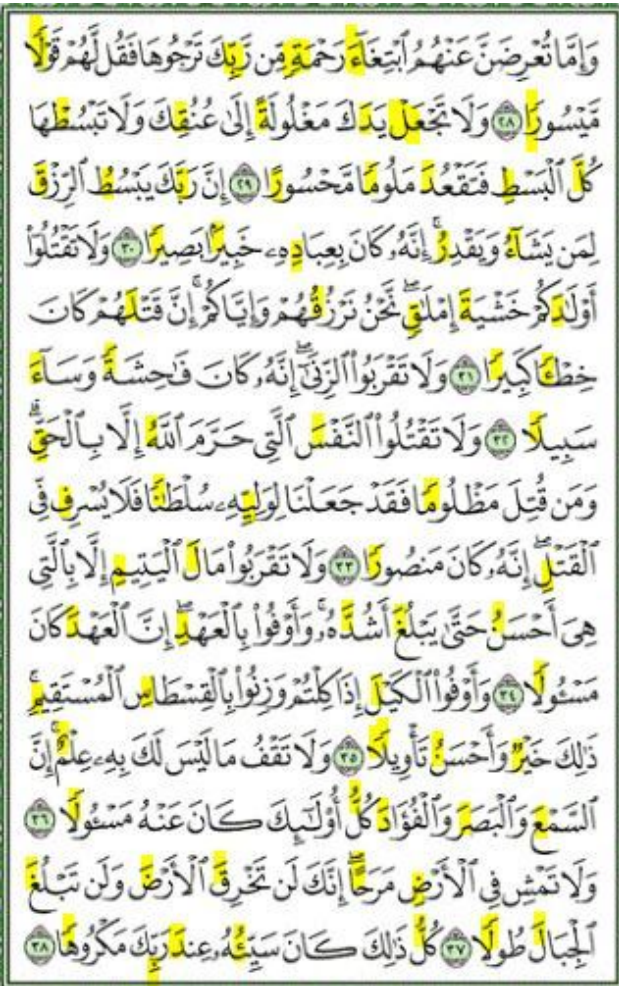 وَإِمَّا تُعْرِضَنَّ عَنْهُمُ ٱبْتِغَآءَ رَحْمَةٍ مِّن رَّبِّكَ تَرْجُوهَا فَقُل لَّهُمْ قَوْلًا
مَّيْسُورًا ٢٨ وَلَا تَجْعَلْ يَدَكَ مَغْلُولَةً إِلَىٰ عُنُقِكَ وَلَا تَبْسُطْهَا
كُلَّ ٱلْبَسْطِ فَتَقْعُدَ مَلُومًا مَّحْسُورًا ٢٩ إِنَّ رَبَّكَ يَبْسُطُ ٱلرِّزْقَ
لِمَن يَشَآءُ وَيَقْدِرُ ۚ إِنَّهُۥ كَانَ بِعِبَادِهِۦ خَبِيرًۢا بَصِيرًا ٣٠ وَلَا تَقْتُلُوٓا۟
أَوْلَـٰدَكُمْ خَشْيَةَ إِمْلَـٰقٍ ۖ نَّحْنُ نَرْزُقُهُمْ وَإِيَّاكُمْ ۚ إِنَّ قَتْلَهُمْ كَانَ
خِطْـًٔا كَبِيرًا ٣١ وَلَا تَقْرَبُوا۟ ٱلزِّنَىٰٓ ۖ إِنَّهُۥ كَانَ فَـٰحِشَةً وَسَآءَ
سَبِيلًا ٣٢ وَلَا تَقْتُلُوا۟ ٱلنَّفْسَ ٱلَّتِى حَرَّمَ ٱللَّهُ إِلَّا بِٱلْحَقِّ ۗ
وَمَن قُتِلَ مَظْلُومًا فَقَدْ جَعَلْنَا لِوَلِيِّهِۦ سُلْطَـٰنًا فَلَا يُسْرِف فِّى
ٱلْقَتْلِ ۖ إِنَّهُۥ كَانَ مَنصُورًا ٣٣ وَلَا تَقْرَبُوا۟ مَالَ ٱلْيَتِيمِ إِلَّا بِٱلَّتِى
هِىَ أَحْسَنُ حَتَّىٰ يَبْلُغَ أَشُدَّهُۥ ۚ وَأَوْفُوا۟ بِٱلْعَهْدِ ۖ إِنَّ ٱلْعَهْدَ كَانَ
مَسْـُٔولًا ٣٤ وَأَوْفُوا۟ ٱلْكَيْلَ إِذَا كِلْتُمْ وَزِنُوا۟ بِٱلْقِسْطَاسِ ٱلْمُسْتَقِيمِ ۚ
ذَٰلِكَ خَيْرٌ وَأَحْسَنُ تَأْوِيلًا ٣٥ وَلَا تَقْفُ مَا لَيْسَ لَكَ بِهِۦ عِلْمٌ ۚ إِنَّ
ٱلسَّمْعَ وَٱلْبَصَرَ وَٱلْفُؤَادَ كُلُّ أُو۟لَـٰٓئِكَ كَانَ عَنْهُ مَسْـُٔولًا ٣٦
وَلَا تَمْشِ فِى ٱلْأَرْضِ مَرَحًا ۖ إِنَّكَ لَن تَخْرِقَ ٱلْأَرْضَ وَلَن تَبْلُغَ
ٱلْجِبَالَ طُولًا ٣٧ كُلُّ ذَٰلِكَ كَانَ سَيِّئُهُۥ عِندَ رَبِّكَ مَكْرُوهًا ٣٨